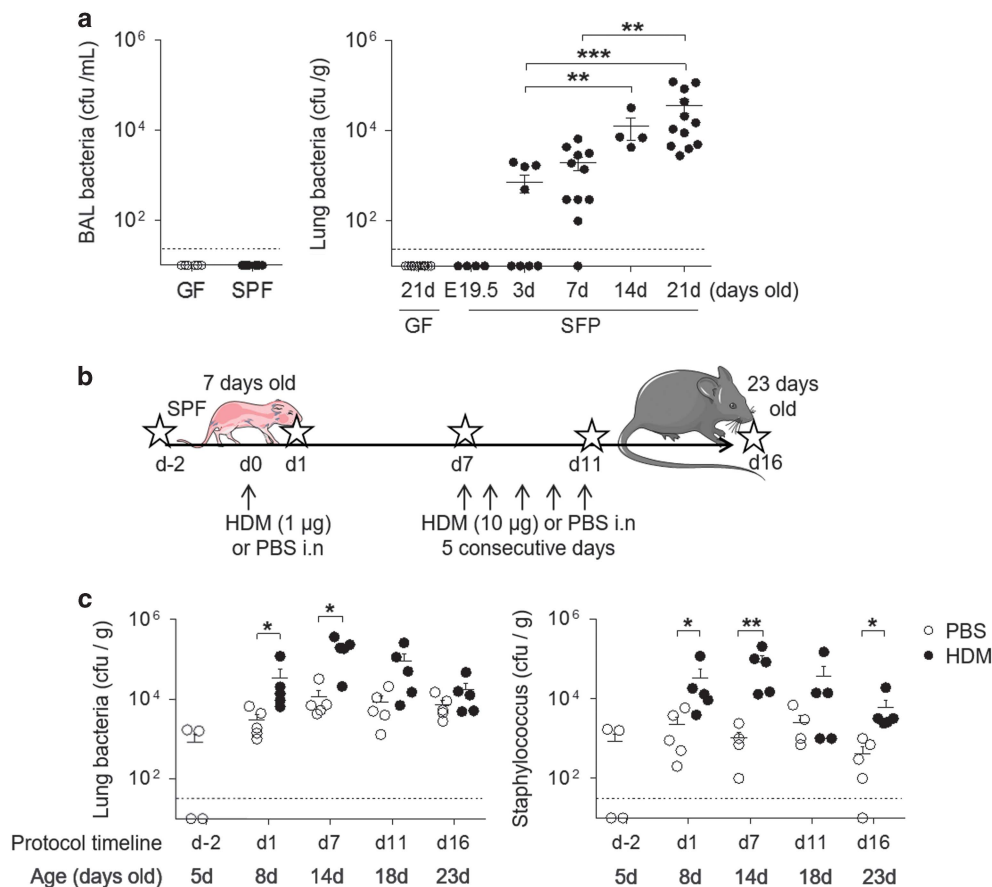 a
BAL bacteria (cfu /mL)
10⁶
10⁴
10²
GF SPF
Lung bacteria (cfu /g)
10⁶
10⁴
10²
**
***
**
21d E19.5 3d 7d 14d 21d (days old)
GF SFP
b
7 days old
SPF
23 days
old
d-2 d0 d1 d7 d11 d16
HDM (1 µg)
or PBS i.n
HDM (10 µg) or PBS i.n
5 consecutive days
c
Lung bacteria (cfu / g)
10⁶
10⁴
10²
*
*
Staphylococcus (cfu / g)
10⁶
10⁴
10²
*
**
*
PBS
HDM
Protocol timeline d-2 d1 d7 d11 d16 d-2 d1 d7 d11 d16
Age (days old) 5d 8d 14d 18d 23d 5d 8d 14d 18d 23d